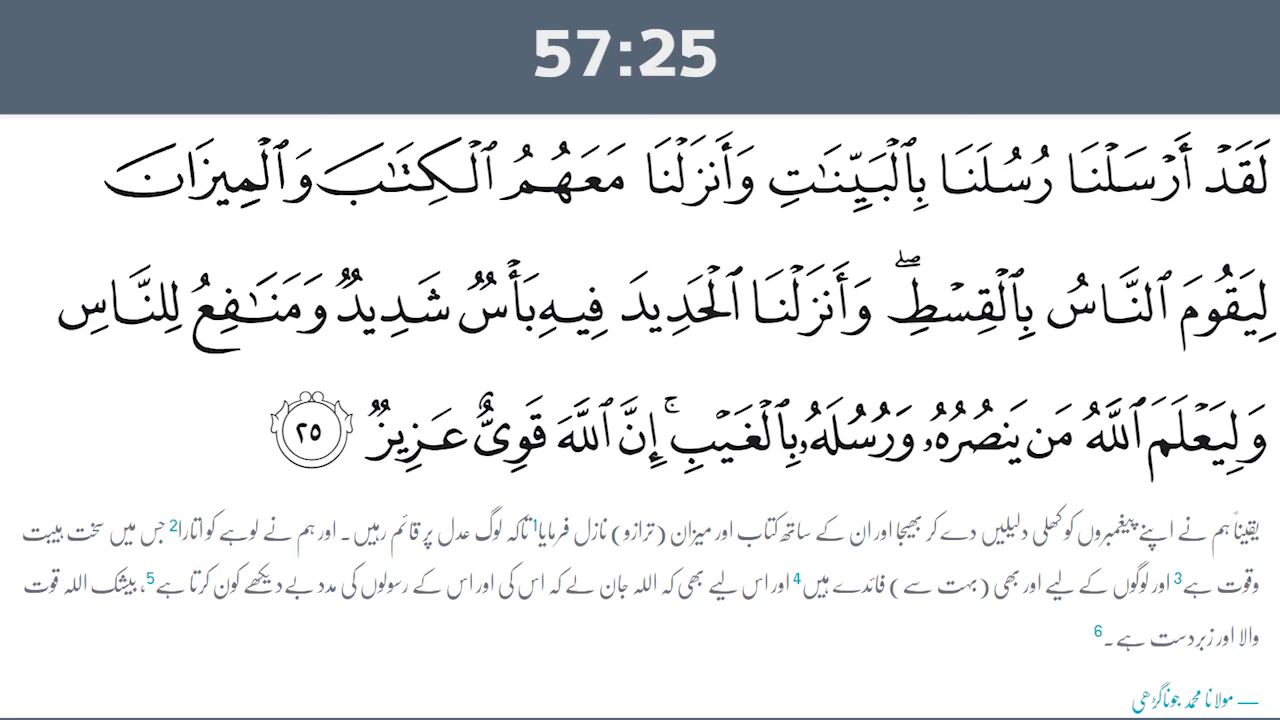 57:25
لَقَدْ أَرْسَلْنَا رُسُلَنَا بِٱلْبَيِّنَـٰتِ وَأَنزَلْنَا مَعَهُمُ ٱلْكِتَـٰبَ وَٱلْمِيزَانَ
لِيَقُومَ ٱلنَّاسُ بِٱلْقِسْطِ ۖ وَأَنزَلْنَا ٱلْحَدِيدَ فِيهِ بَأْسٌ شَدِيدٌ وَمَنَـٰفِعُ لِلنَّاسِ
وَلِيَعْلَمَ ٱللَّهُ مَن يَنصُرُهُۥ وَرُسُلَهُۥ بِٱلْغَيْبِ ۚ إِنَّ ٱللَّهَ قَوِىٌّ عَزِيزٌ ٢٥
یقیناً ہم نے اپنے پیغمبروں کو کھلی دلیلیں دے کر بھیجا اور ان کے ساتھ کتاب اور میزان (ترازو) نازل فرمایا1 تاکہ لوگ عدل پر قائم رہیں۔ اور ہم نے لوہے کو اتارا2 جس میں سخت ہیبت
وقوت ہے3 اور لوگوں کے لیے اور بھی (بہت سے) فائدے ہیں4 اور اس لیے بھی کہ اللہ جان لے کہ اس کی اور اس کے رسولوں کی مدد بے دیکھے کون کرتا ہے5، بیشک اللہ قوت
والا اور زبردست ہے۔6
— مولانا محمد جوناگڑھی